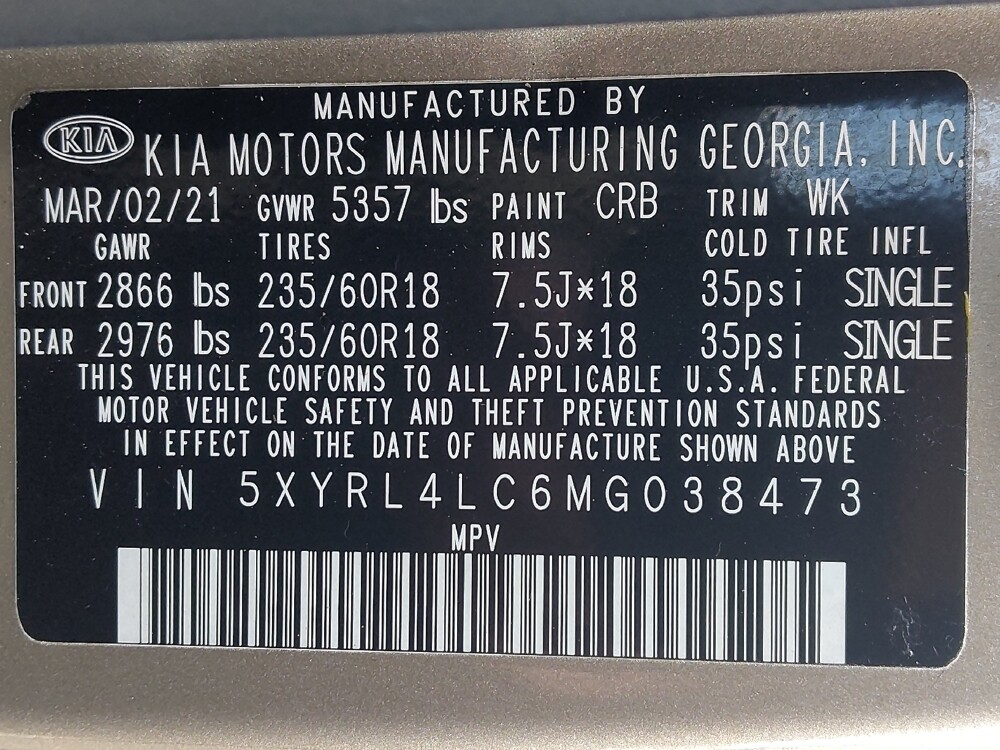 MANUFACTURED BY
KIA KIA MOTORS MANUFACTURING GEORGIA, INC.
MAR/02/21 GVWR 5357 lbs PAINT CRB TRIM WK
GAWR TIRES RIMS COLD TIRE INFL
FRONT 2866 lbs 235/60R18 7.5J*18 35psi SINGLE
REAR 2976 lbs 235/60R18 7.5J*18 35psi SINGLE
THIS VEHICLE CONFORMS TO ALL APPLICABLE U.S.A. FEDERAL
MOTOR VEHICLE SAFETY AND THEFT PREVENTION STANDARDS
IN EFFECT ON THE DATE OF MANUFACTURE SHOWN ABOVE
VIN 5XYRL4LC6MG038473
MPV